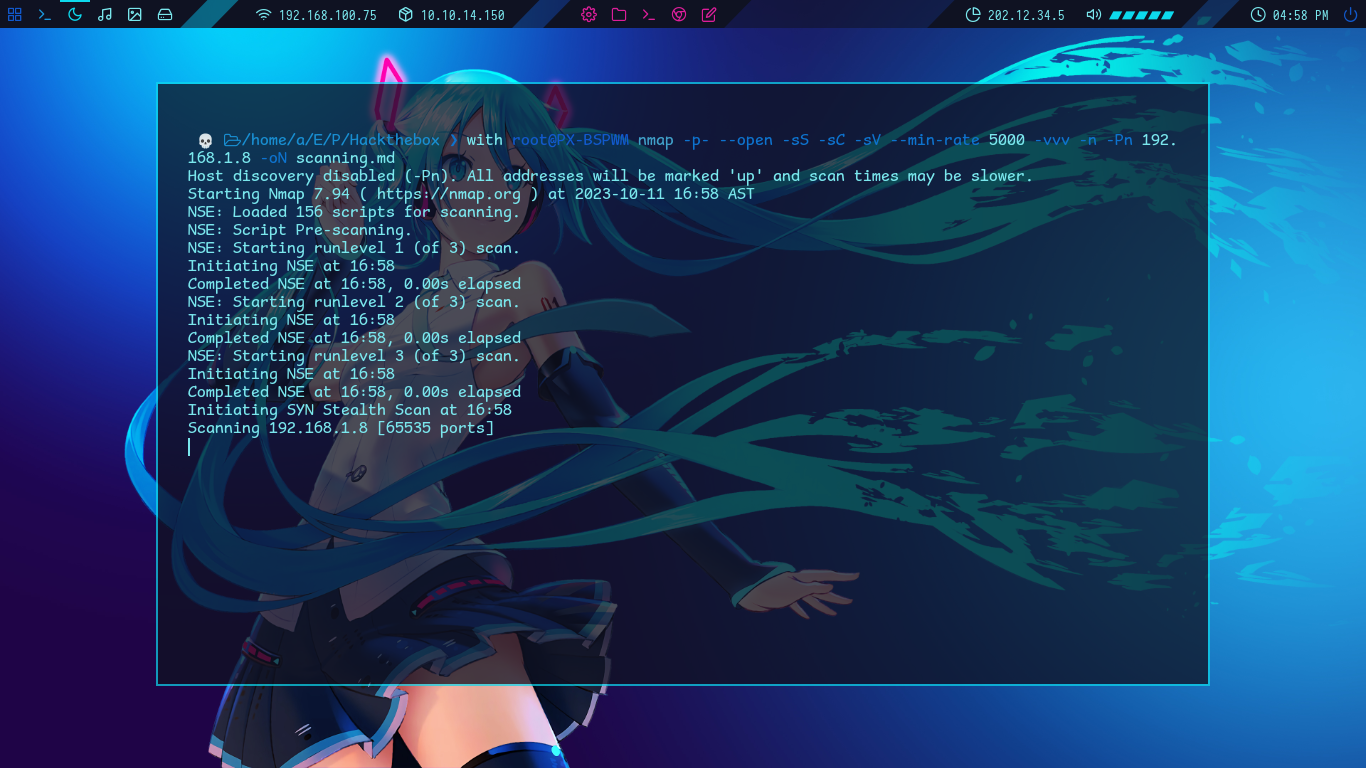 192.168.100.75 10.10.14.150 202.12.34.5 04:58 PM
/home/a/E/P/Hackthebox ❯ with root@PX-BSPWM nmap -p- --open -sS -sC -sV --min-rate 5000 -vvv -n -Pn 192.
168.1.8 -oN scanning.md
Host discovery disabled (-Pn). All addresses will be marked 'up' and scan times may be slower.
Starting Nmap 7.94 ( https://nmap.org ) at 2023-10-11 16:58 AST
NSE: Loaded 156 scripts for scanning.
NSE: Script Pre-scanning.
NSE: Starting runlevel 1 (of 3) scan.
Initiating NSE at 16:58
Completed NSE at 16:58, 0.00s elapsed
NSE: Starting runlevel 2 (of 3) scan.
Initiating NSE at 16:58
Completed NSE at 16:58, 0.00s elapsed
NSE: Starting runlevel 3 (of 3) scan.
Initiating NSE at 16:58
Completed NSE at 16:58, 0.00s elapsed
Initiating SYN Stealth Scan at 16:58
Scanning 192.168.1.8 [65535 ports]
01